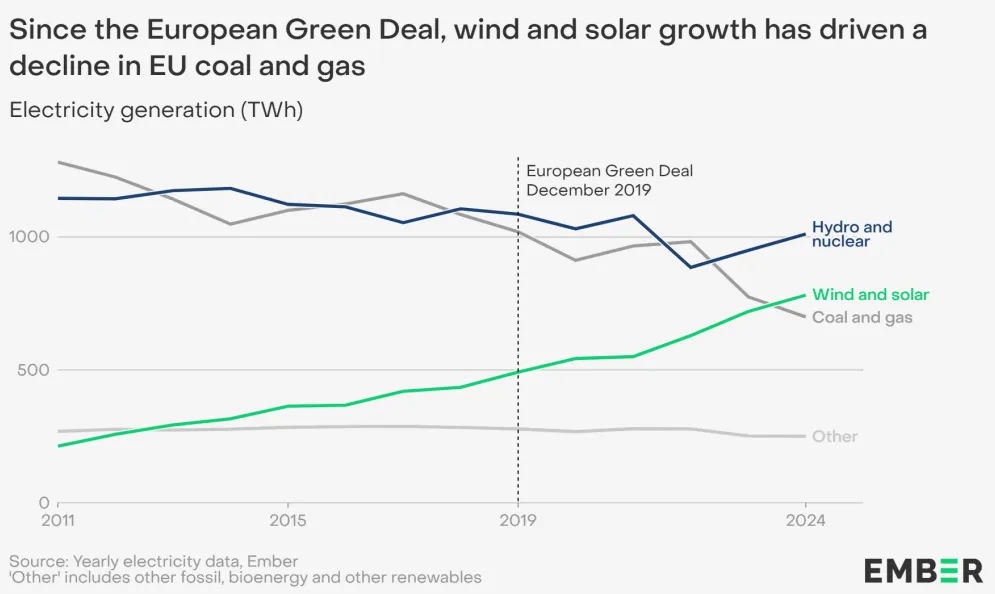 Since the European Green Deal, wind and solar growth has driven a
decline in EU coal and gas
Electricity generation (TWh)
European Green Deal
December 2019
1000
Hydro and
nuclear
Wind and solar
Coal and gas
500
Other
0
2011
2015
2019
2024
Source: Yearly electricity data, Ember
'Other' includes other fossil, bioenergy and other renewables
EMBER